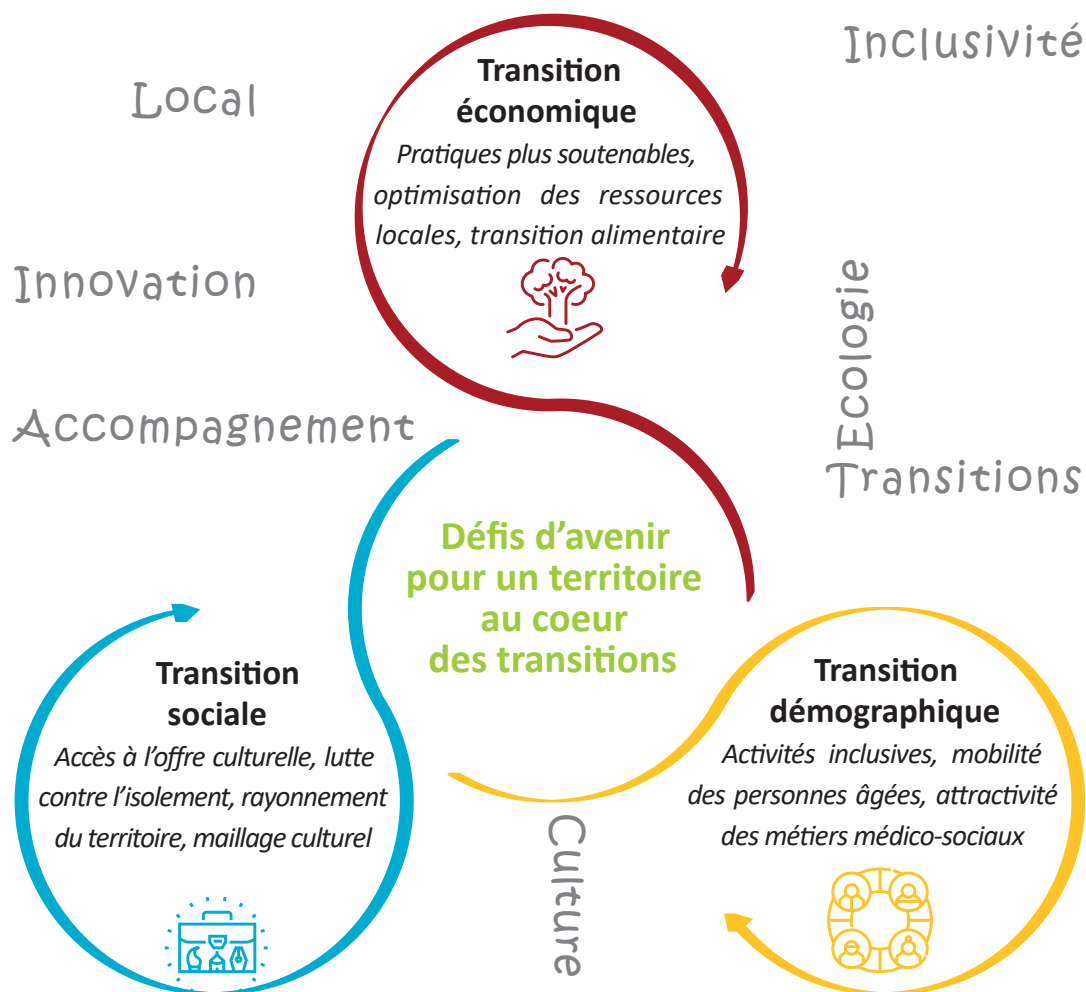 Inclusivité
Local
Transition
économique
Pratiques plus soutenables,
optimisation des ressources
locales, transition alimentaire
Innovation
Ecologie
Accompagnement
Transitions
Défis d’avenir
pour un territoire
au coeur
des transitions
Transition
sociale
Accès à l’offre culturelle, lutte
contre l’isolement, rayonnement
du territoire, maillage culturel
Transition
démographique
Activités inclusives, mobilité
des personnes âgées, attractivité
des métiers médico-sociaux
Culture